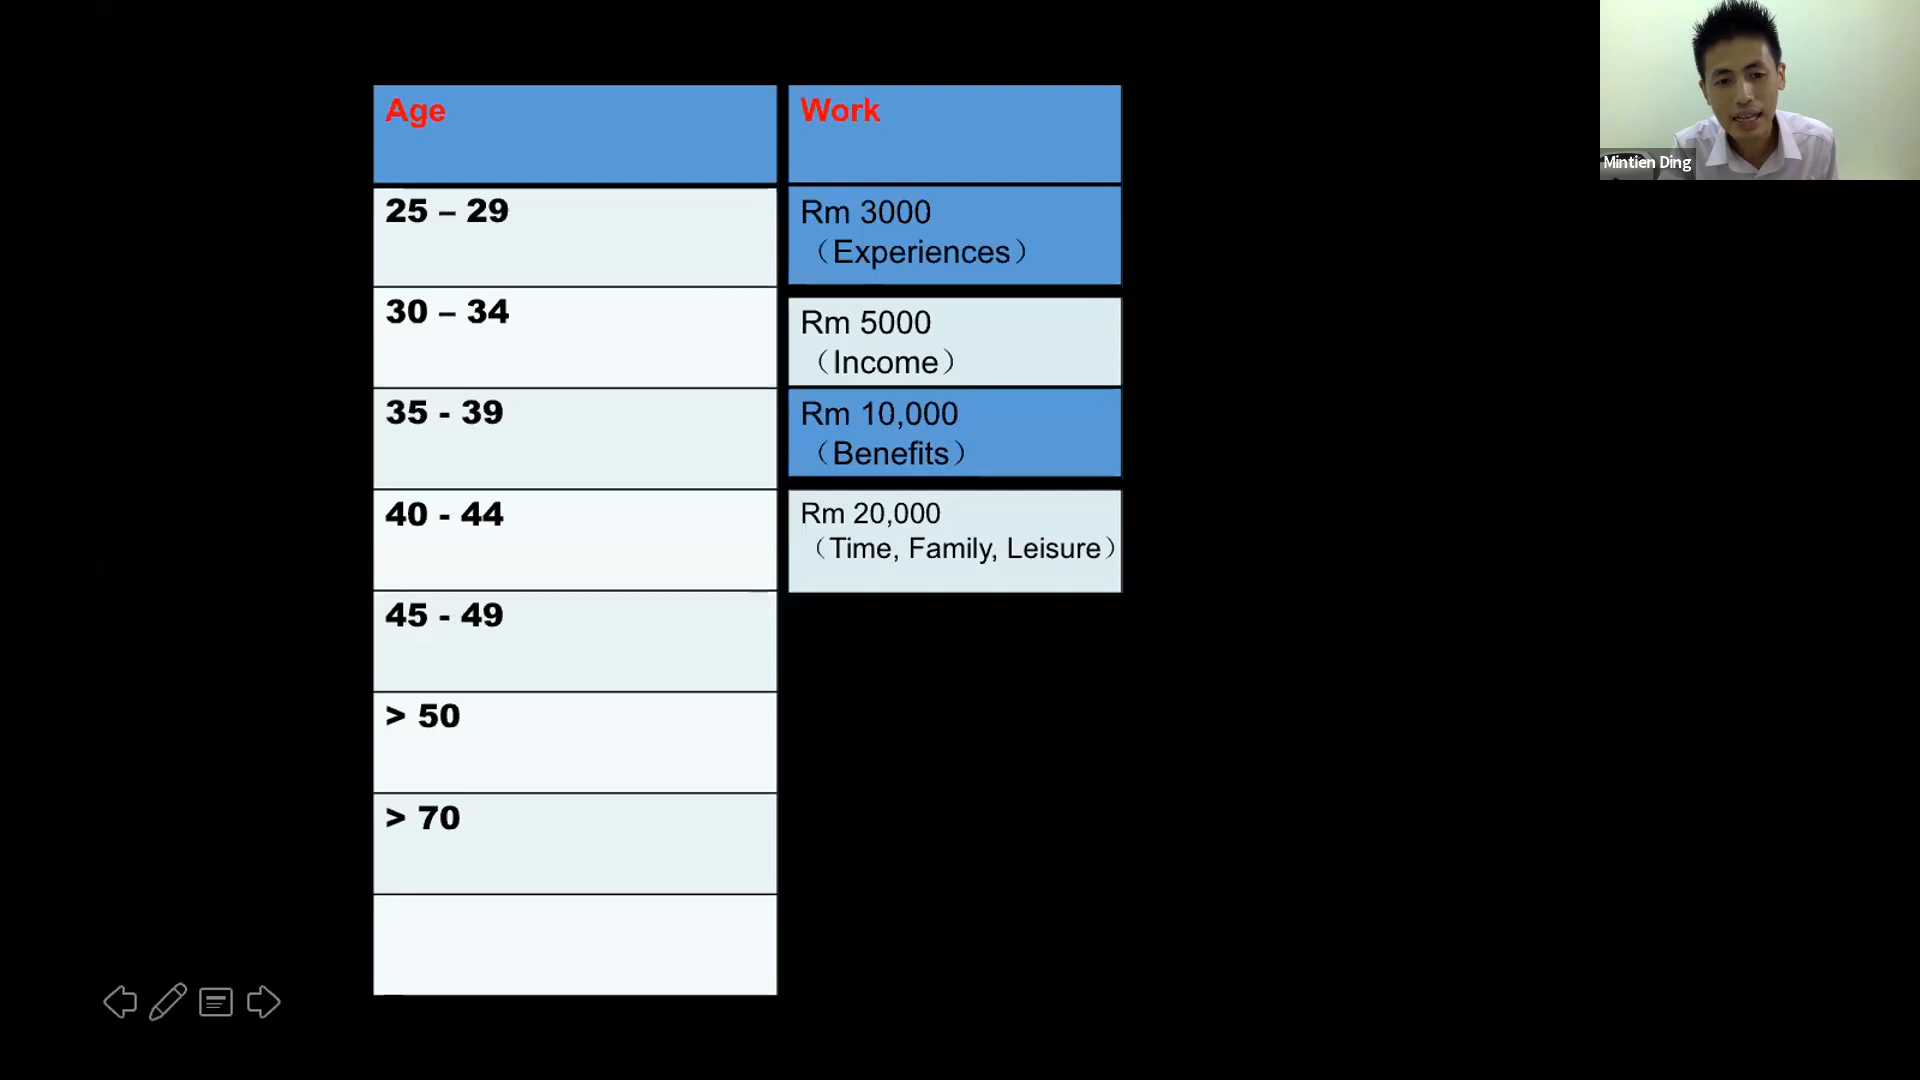 Age
Work
25 – 29
Rm 3000
（Experiences）
30 – 34
Rm 5000
（Income）
35 - 39
Rm 10,000
（Benefits）
40 - 44
Rm 20,000
（Time, Family, Leisure）
45 - 49
> 50
> 70
Mintien Ding